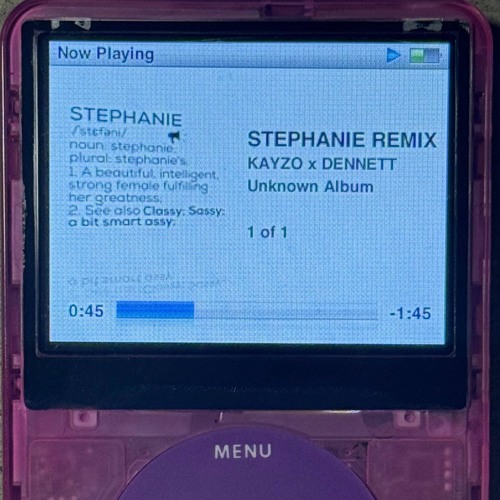 Now Playing
STEPHANIE
/'stɛfəni/
noun: stephanie;
plural: stephanie's
1. A beautiful, intelligent,
strong female fulfilling
her greatness;
2. See also Classy; Sassy;
a bit smart assy;
STEPHANIE REMIX
KAYZO x DENNETT
Unknown Album
1 of 1
0:45
-1:45
MENU